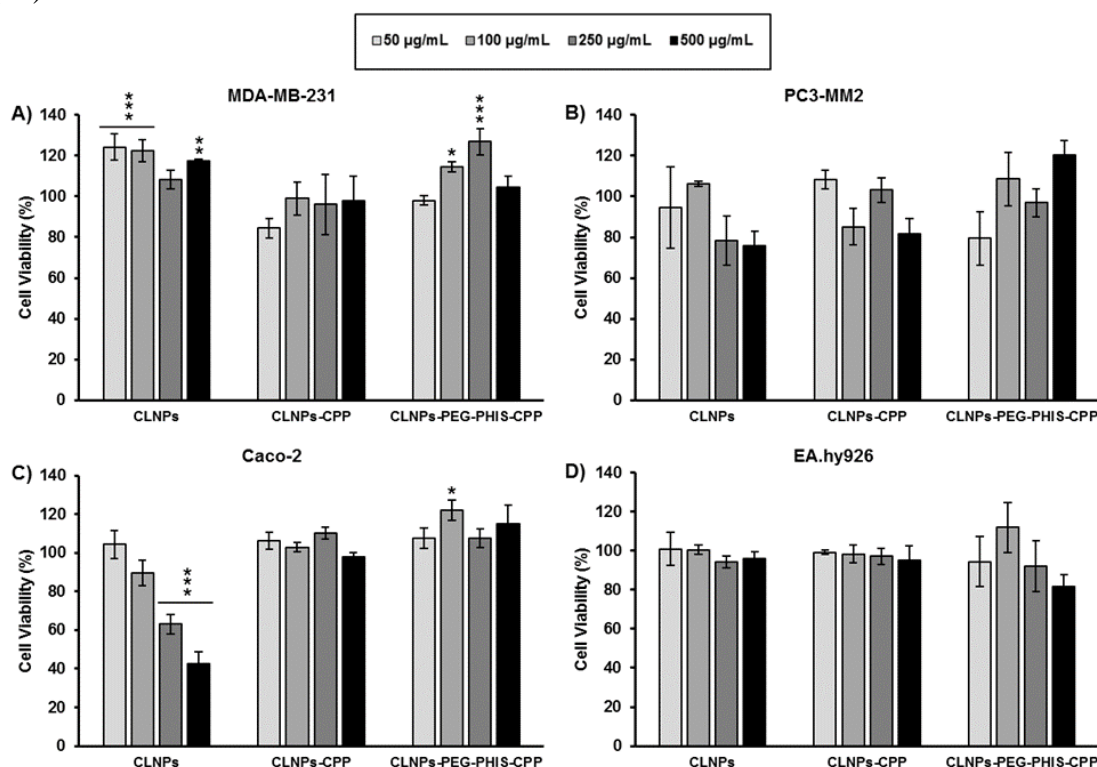 50 µg/mL 100 µg/mL 250 µg/mL 500 µg/mL
A)
MDA-MB-231
Cell Viability (%)
140
120
100
80
60
40
20
0
***
**
*
***
CLNPs CLNPs-CPP CLNPs-PEG-PHIS-CPP
B)
PC3-MM2
Cell Viability (%)
140
120
100
80
60
40
20
0
CLNPs CLNPs-CPP CLNPs-PEG-PHIS-CPP
C)
Caco-2
Cell Viability (%)
140
120
100
80
60
40
20
0
***
*
CLNPs CLNPs-CPP CLNPs-PEG-PHIS-CPP
D)
EA.hy926
Cell Viability (%)
140
120
100
80
60
40
20
0
CLNPs CLNPs-CPP CLNPs-PEG-PHIS-CPP